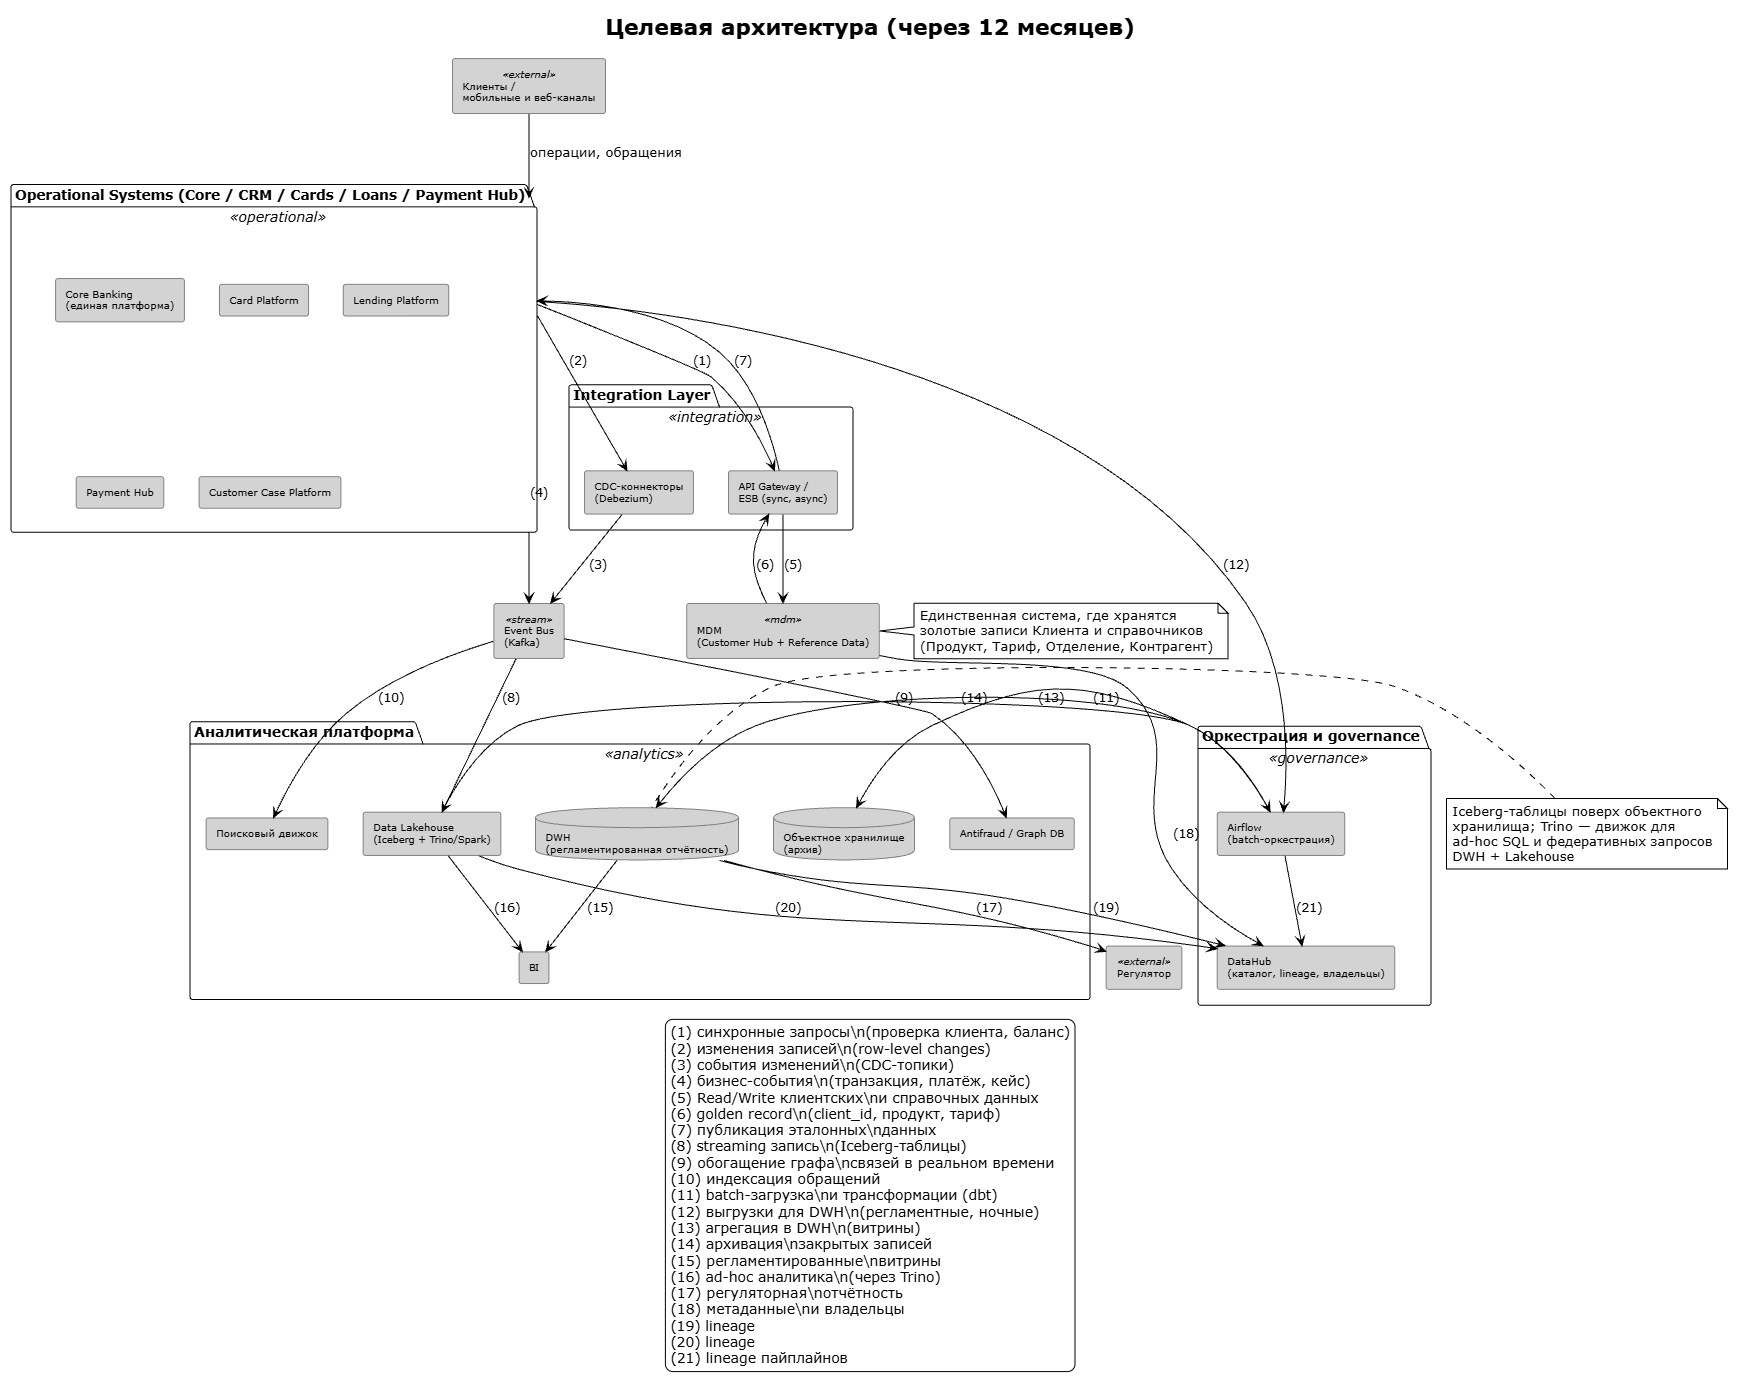 Целевая архитектура (через 12 месяцев)
«external»
Клиенты /
мобильные и веб-каналы
операции, обращения
Operational Systems (Core / CRM / Cards / Loans / Payment Hub)
«operational»
Core Banking
(единая платформа)
Card Platform
Lending Platform
Payment Hub
Customer Case Platform
(2)
(1)
(7)
Integration Layer
«integration»
CDC-коннекторы
(Debezium)
API Gateway /
ESB (sync, async)
(4)
(3)
(6)
(5)
(12)
«stream»
Event Bus
(Kafka)
«mdm»
MDM
(Customer Hub + Reference Data)
Единственная система, где хранятся
золотые записи Клиента и справочников
(Продукт, Тариф, Отделение, Контрагент)
(10)
(8)
(9)
(14)
(13)
(11)
Аналитическая платформа
«analytics»
Поисковый движок
Data Lakehouse
(Iceberg + Trino/Spark)
DWH
(регламентированная отчётность)
Объектное хранилище
(архив)
Antifraud / Graph DB
(18)
Оркестрация и governance
«governance»
Airflow
(batch-оркестрация)
Iceberg-таблицы поверх объектного
хранилища; Trino — движок для
ad-hoc SQL и федеративных запросов
DWH + Lakehouse
(16)
(15)
(20)
(17)
(19)
(21)
BI
«external»
Регулятор
DataHub
(каталог, lineage, владельцы)
(1) синхронные запросы\n(проверка клиента, баланс)
(2) изменения записей\n(row-level changes)
(3) события изменений\n(CDC-топики)
(4) бизнес-события\n(транзакция, платёж, кейс)
(5) Read/Write клиентских\nи справочных данных
(6) golden record\n(client_id, продукт, тариф)
(7) публикация эталонных\nданных
(8) streaming запись\n(Iceberg-таблицы)
(9) обогащение графа\nсвязей в реальном времени
(10) индексация обращений
(11) batch-загрузка\nи трансформации (dbt)
(12) выгрузки для DWH\n(регламентные, ночные)
(13) агрегация в DWH\n(витрины)
(14) архивация\nзакрытых записей
(15) регламентированные\nвитрины
(16) ad-hoc аналитика\n(через Trino)
(17) регуляторная\nотчётность
(18) метаданные\nи владельцы
(19) lineage
(20) lineage
(21) lineage пайплайнов